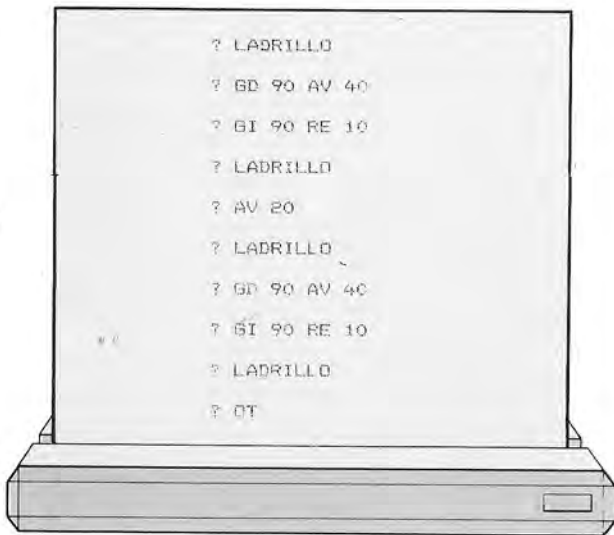 ? LADRILLO
? GD 90 AV 40
? GI 90 RE 10
? LADRILLO
? AV 20
? LADRILLO
? GD 90 AV 40
? GI 90 RE 10
? LADRILLO
? OT